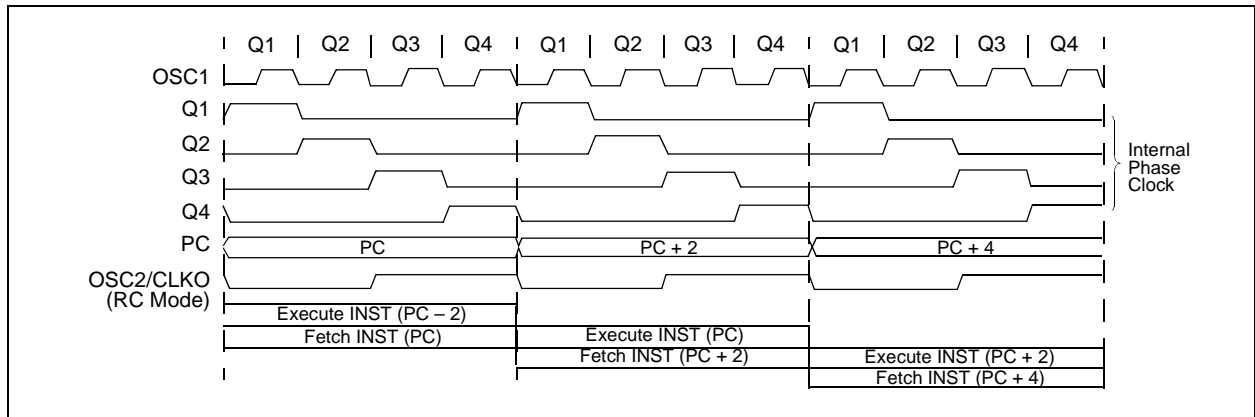 Q1 Q2 Q3 Q4 Q1 Q2 Q3 Q4 Q1 Q2 Q3 Q4
OSC1
Q1
Q2
Q3
Q4
Internal
Phase
Clock
PC PC PC + 2 PC + 4
OSC2/CLKO
(RC Mode)
Execute INST (PC – 2)
Fetch INST (PC) Execute INST (PC)
Fetch INST (PC + 2) Execute INST (PC + 2)
Fetch INST (PC + 4)